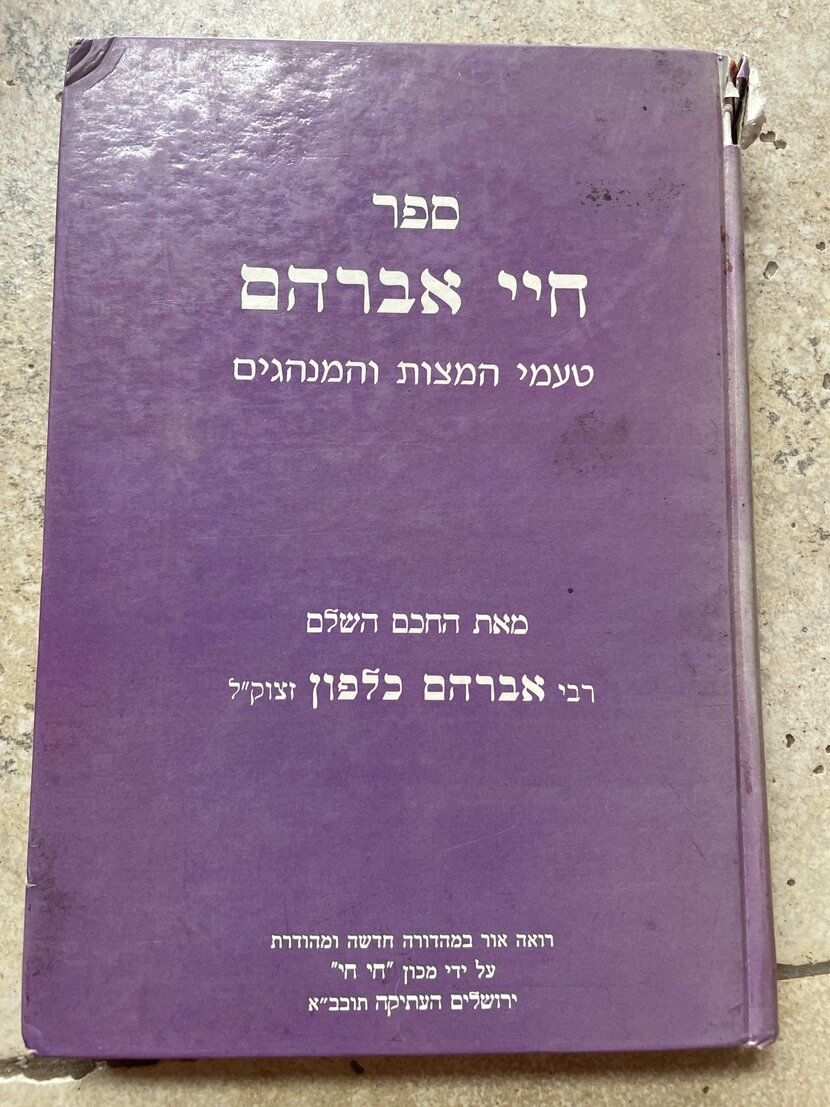 ספר
חיי אברהם
טעמי המצות והמנהגים
מאת החכם השלם
רבי אברהם כלפון זצוק"ל
רואה אור במהדורה חדשה ומהודרת
על ידי מכון "חי חי"
ירושלים העתיקה תובב"א